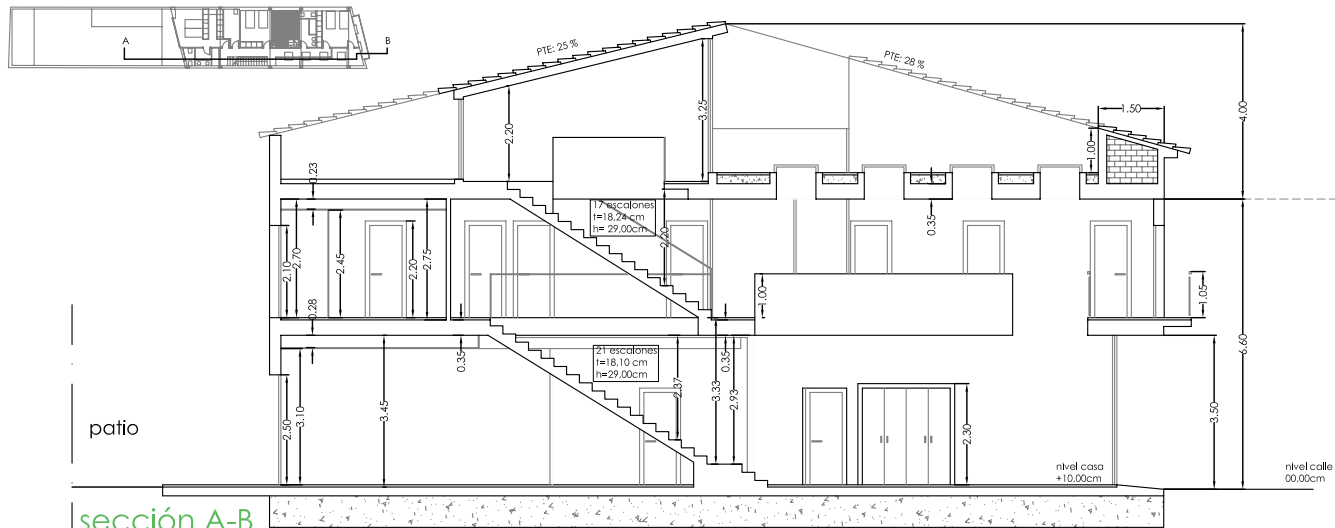 A
B
PTE: 25 %
PTE: 28 %
1.50
4.00
3.25
2.20
1.00
0.23
17 escalones
t=18,24 cm
h= 29,00cm
2.20
0.35
2.10
2.70
2.45
2.20
2.75
1.00
1.05
0.28
0.35
21 escalones
t=18,10 cm
h=29,00cm
0.35
6.60
2.50
3.10
3.45
2.37
3.33
2.93
2.30
3.50
patio
nivel casa
+10,00cm
nivel calle
00,00cm
sección A-B